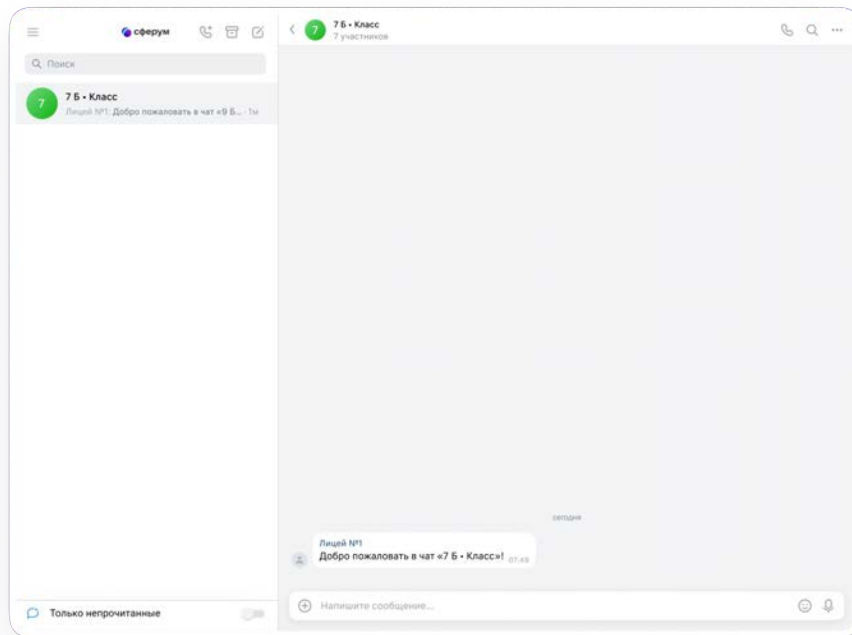 сферум
Поиск
7
7 Б • Класс
Лицей №1: Добро пожаловать в чат «9 Б... · 1м
Только непрочитанные
7
7 Б • Класс
7 участников
сегодня
Лицей №1
Добро пожаловать в чат «7 Б • Класс»! 07:49
Напишите сообщение...